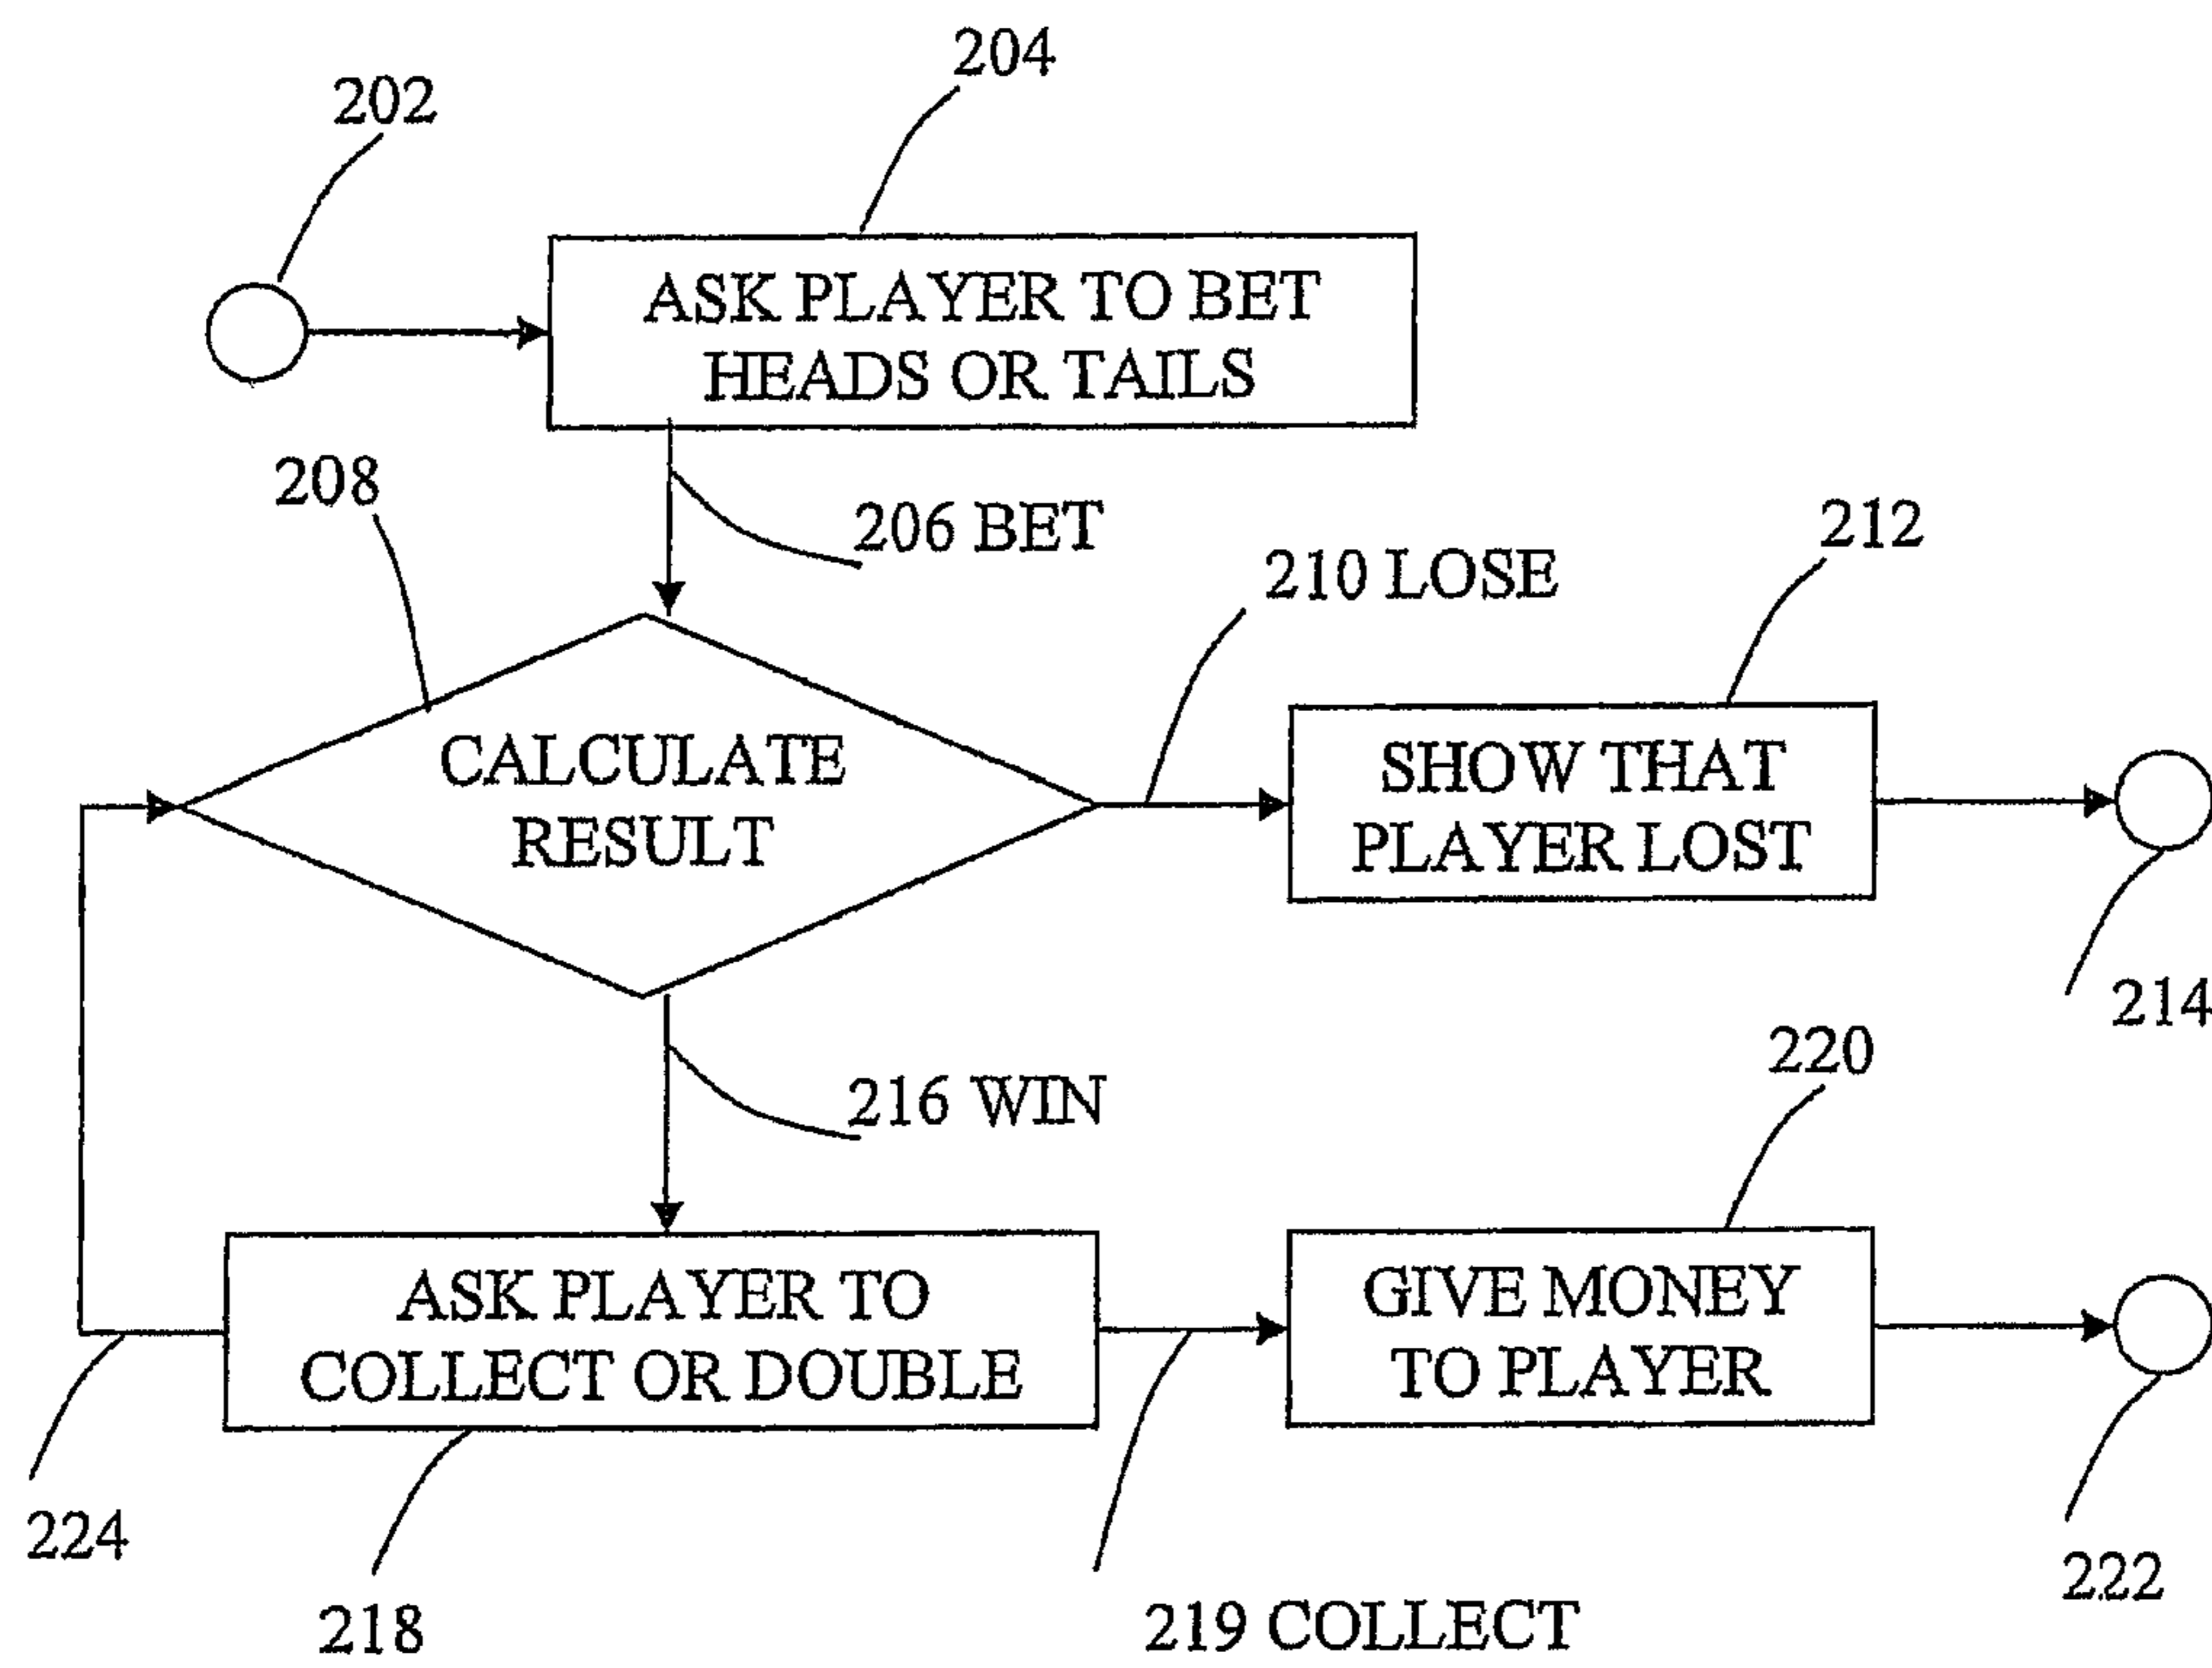 204
202
ASK PLAYER TO BET
HEADS OR TAILS
208
206 BET
212
210 LOSE
CALCULATE
RESULT
SHOW THAT
PLAYER LOST
214
220
216 WIN
ASK PLAYER TO
COLLECT OR DOUBLE
GIVE MONEY
TO PLAYER
224
222
218
219 COLLECT